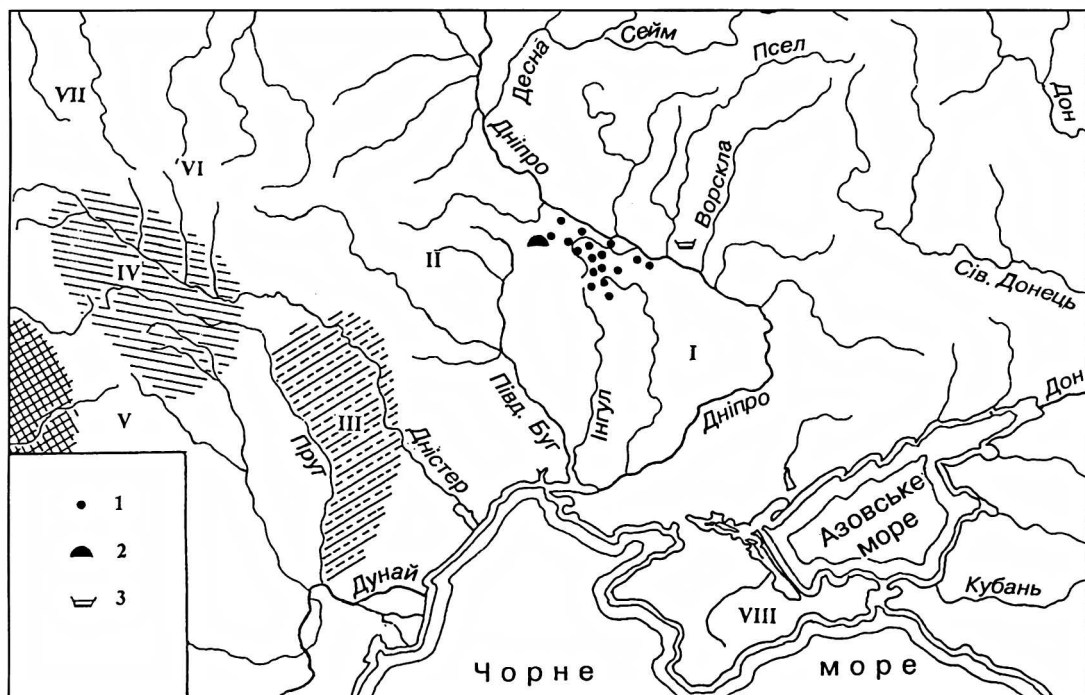 Сейм
Псел
Десна
Дон
VII
Дніпро
VI
Ворскла
II
IV
Сів. Донець
I
Півд. Буг
Інгул
Дніпро
Дон
V
III
Пруг
Дністер
1
Азовське
море
2
Дунай
Кубань
3
VIII
Чорне море